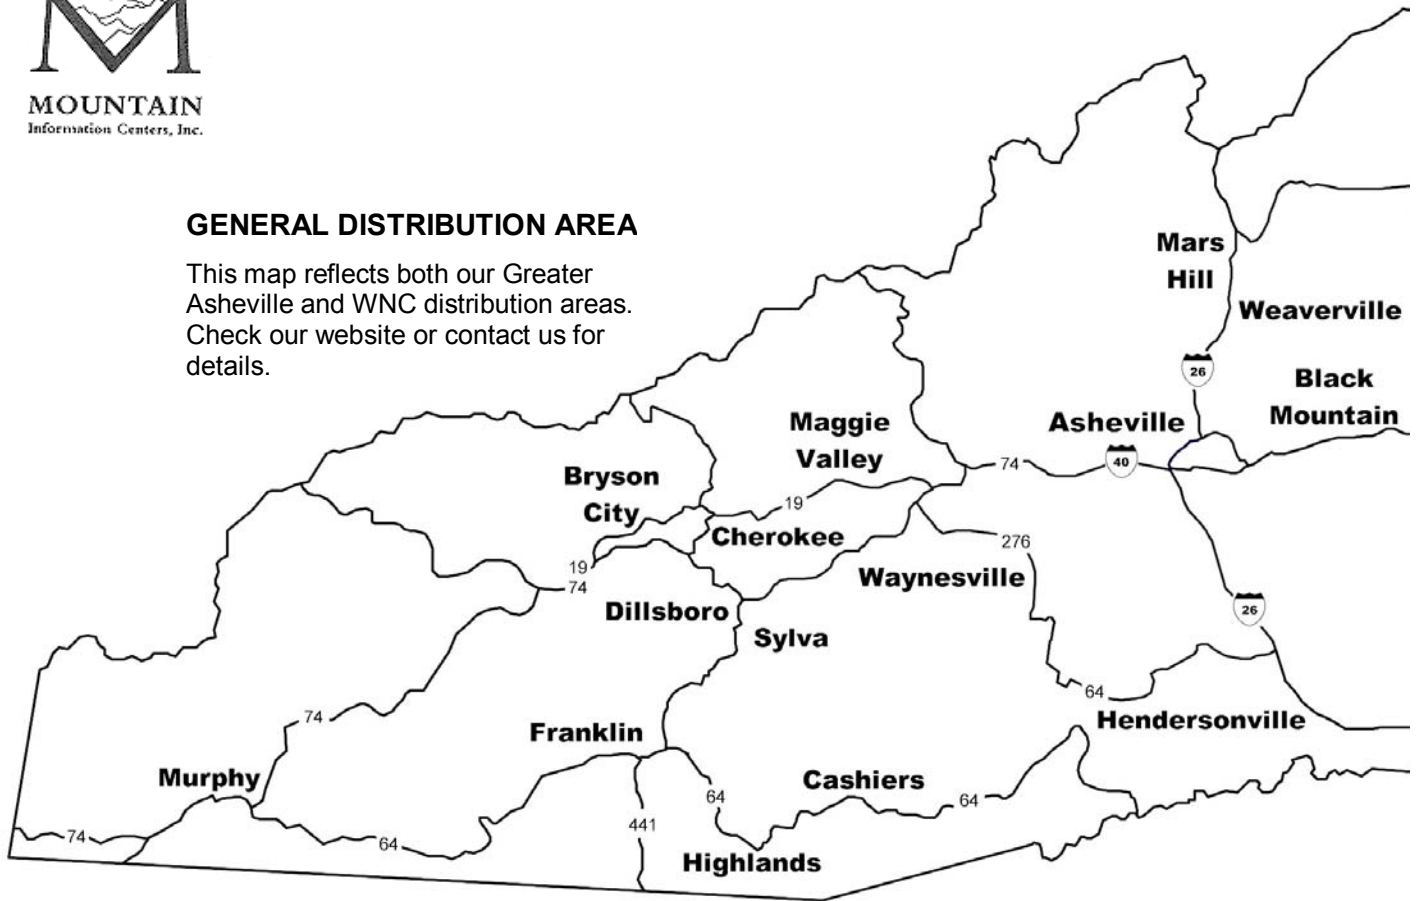 MOUNTAIN
Information Centers, Inc.
GENERAL DISTRIBUTION AREA
This map reflects both our Greater
Asheville and WNC distribution areas.
Check our website or contact us for
details.
Mars
Hill
Weaverville
26
Black
Mountain
Maggie
Valley
Asheville
40
74
Bryson
City
19
Cherokee
276
19
74
Waynesville
Dillsboro
26
Sylva
64
74
Franklin
Hendersonville
Murphy
Cashiers
64
64
441
74
64
Highlands